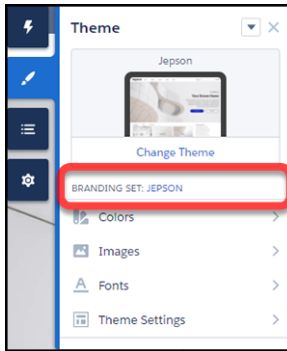 Theme
Jepson
Change Theme
BRANDING SET: JEPSON
Colors
Images
Fonts
Theme Settings